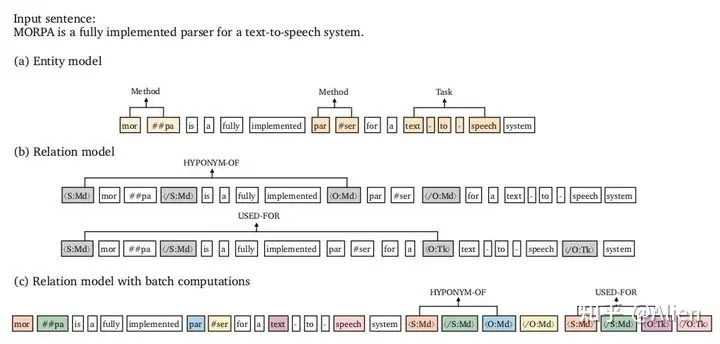 Input sentence:
MORPA is a fully implemented parser for a text-to-speech system.
(a) Entity model
Method Method Task
mor ##pa is a fully implemented par #ser for a text - to - speech system
(b) Relation model
HYPONYM-OF
⟨S:Md⟩ mor ##pa ⟨/S:Md⟩ is a fully implemented ⟨O:Md⟩ par #ser ⟨/O:Md⟩ for a text - to - speech system
USED-FOR
⟨S:Md⟩ mor ##pa ⟨/S:Md⟩ is a fully implemented par #ser for a ⟨O:Tk⟩ text - to - speech ⟨/O:Tk⟩ system
(c) Relation model with batch computations
HYPONYM-OF USED-FOR
知乎 @Alien
mor ##pa is a fully implemented par #ser for a text - to - speech system ⟨S:Md⟩ ⟨/S:Md⟩ ⟨O:Md⟩ ⟨/O:Md⟩ ⟨S:Md⟩ ⟨/S:Md⟩ ⟨O:Tk⟩ ⟨/O:Tk⟩